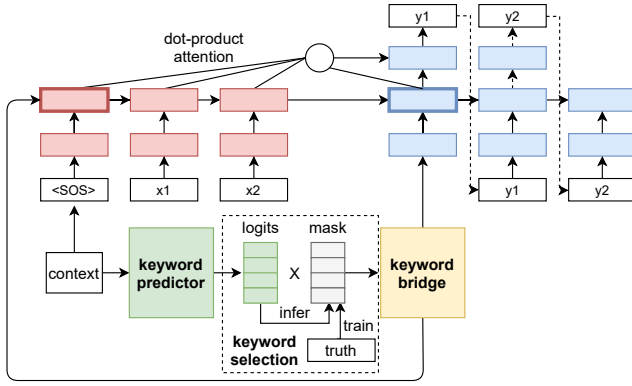 y1
y2
dot-product
attention
<SOS>
x1
x2
y1
y2
logits
mask
context
keyword
predictor
X
keyword
bridge
infer
train
keyword
selection
truth